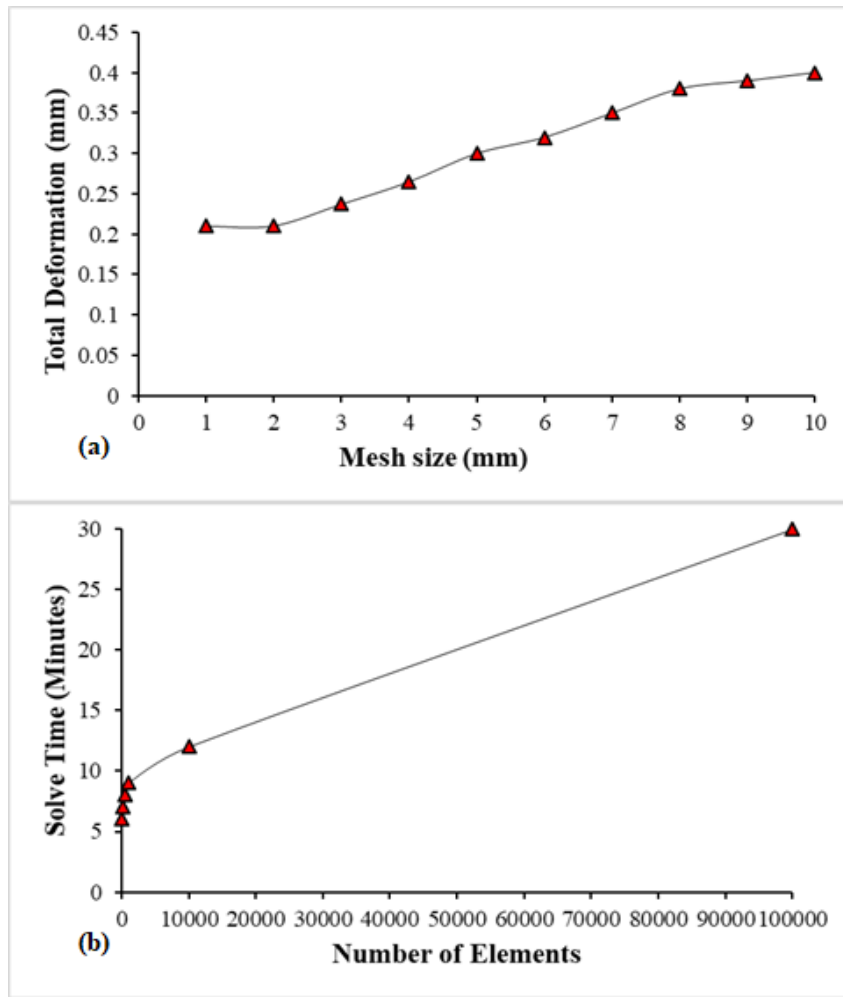 0.45
0.4
0.35
0.3
0.25
0.2
0.15
0.1
0.05
0
Total Deformation (mm)
0 1 2 3 4 5 6 7 8 9 10
(a)
Mesh size (mm)
30
25
20
15
10
5
0
Solve Time (Minutes)
0 10000 20000 30000 40000 50000 60000 70000 80000 90000 100000
(b)
Number of Elements